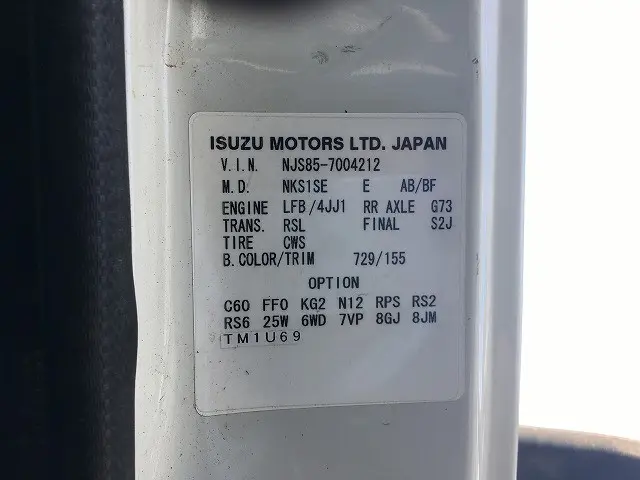 ISUZU MOTORS LTD. JAPAN
V.I.N. NJS85-7004212
M.D. NKS1SE E AB/BF
ENGINE LFB/4JJ1 RR AXLE G73
TRANS. RSL FINAL S2J
TIRE CWS
B.COLOR/TRIM 729/155
OPTION
C60 FF0 KG2 N12 RPS RS2
RS6 25W 6WD 7VP 8GJ 8JM
TM1U69